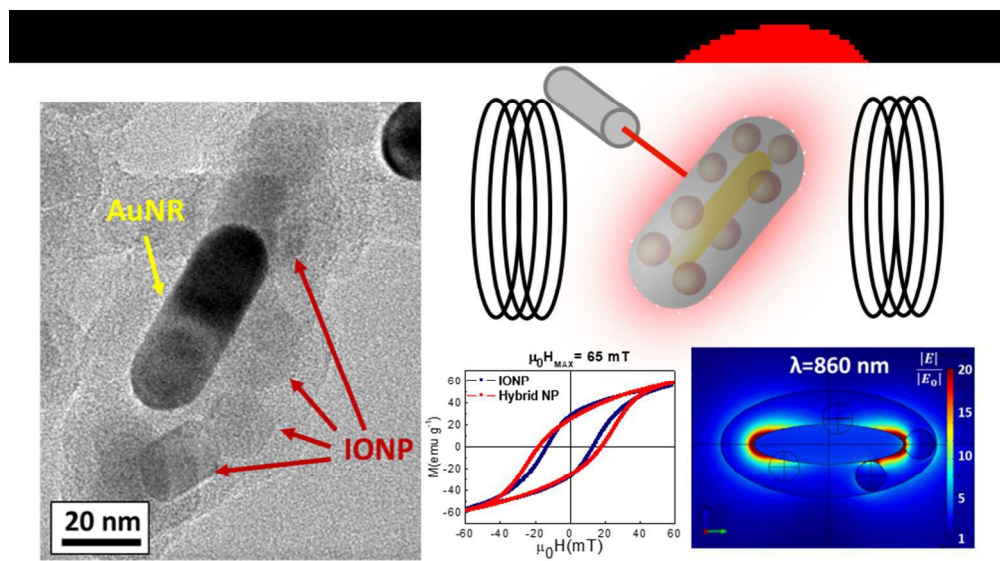 AuNR
IONP
20 nm
μ₀H_MAX = 65 mT
IONP
Hybrid NP
M(emu g⁻¹)
60
40
20
0
-20
-40
-60
-60 -40 -20 0 20 40 60
μ₀H(mT)
λ=860 nm
|E|
|E₀|
20
15
10
5
1